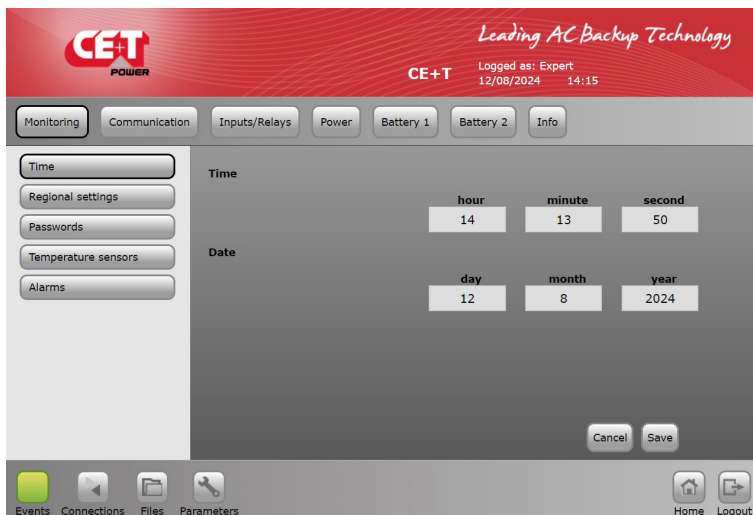 CE+T
POWER
Leading AC Backup Technology
CE+T
Logged as: Expert
12/08/2024 14:15
Monitoring Communication Inputs/Relays Power Battery 1 Battery 2 Info
Time
Regional settings
Passwords
Temperature sensors
Alarms
Time
hour minute second
14 13 50
Date
day month year
12 8 2024
Cancel Save
Events Connections Files Parameters Home Logout